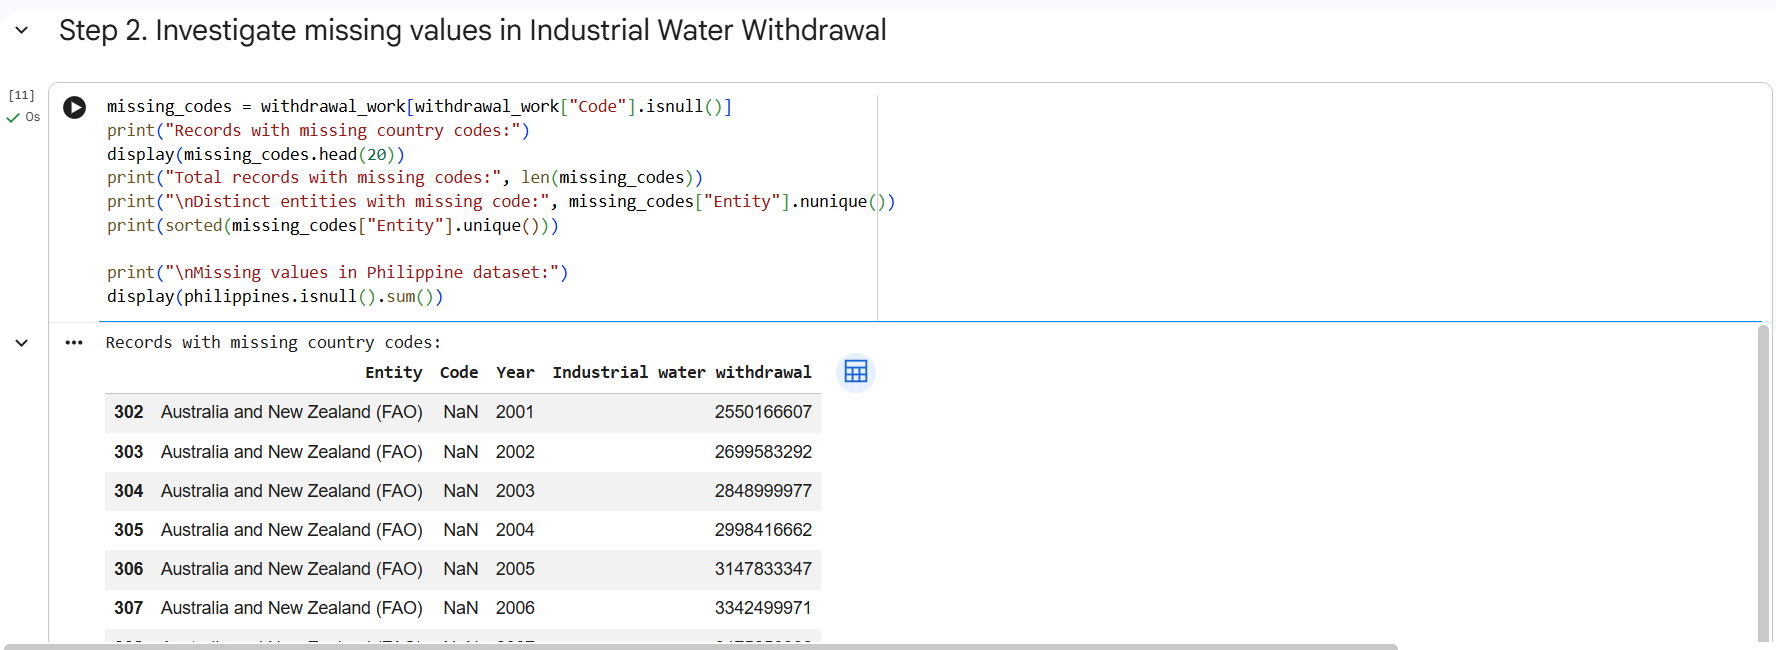 Step 2. Investigate missing values in Industrial Water Withdrawal
[11]
0s
missing_codes = withdrawal_work[withdrawal_work["Code"].isnull()]
print("Records with missing country codes:")
display(missing_codes.head(20))
print("Total records with missing codes:", len(missing_codes))
print("\nDistinct entities with missing code:", missing_codes["Entity"].nunique())
print(sorted(missing_codes["Entity"].unique()))
print("\nMissing values in Philippine dataset:")
display(philippines.isnull().sum())
Records with missing country codes:
Entity Code Year Industrial water withdrawal
302 Australia and New Zealand (FAO) NaN 2001 2550166607
303 Australia and New Zealand (FAO) NaN 2002 2699583292
304 Australia and New Zealand (FAO) NaN 2003 2848999977
305 Australia and New Zealand (FAO) NaN 2004 2998416662
306 Australia and New Zealand (FAO) NaN 2005 3147833347
307 Australia and New Zealand (FAO) NaN 2006 3342499971